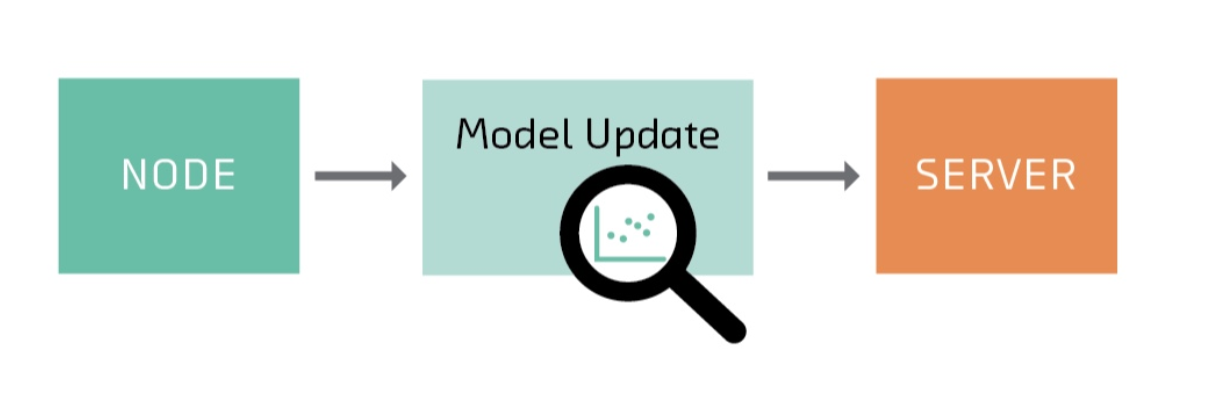 NODE
Model Update
SERVER